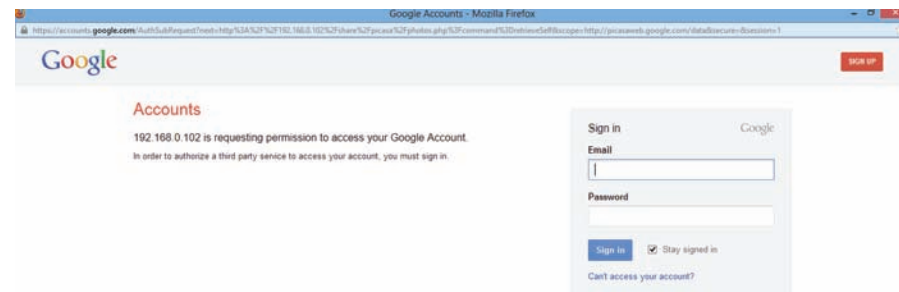 Google Accounts - Mozilla Firefox
https://accounts.google.com/AuthSubRequest?next=http%3A%2F%2F192.168.0.102%2Fshare%2Fpicasa%2Fphotos.php%3Fcommand%3DretrieveSelf&scope=http://picasaweb.google.com/data&secure=&session=1
Google
SIGN UP
Accounts
192.168.0.102 is requesting permission to access your Google Account.
In order to authorize a third party service to access your account, you must sign in.
Sign in Google
Email
Password
Sign in Stay signed in
Can't access your account?